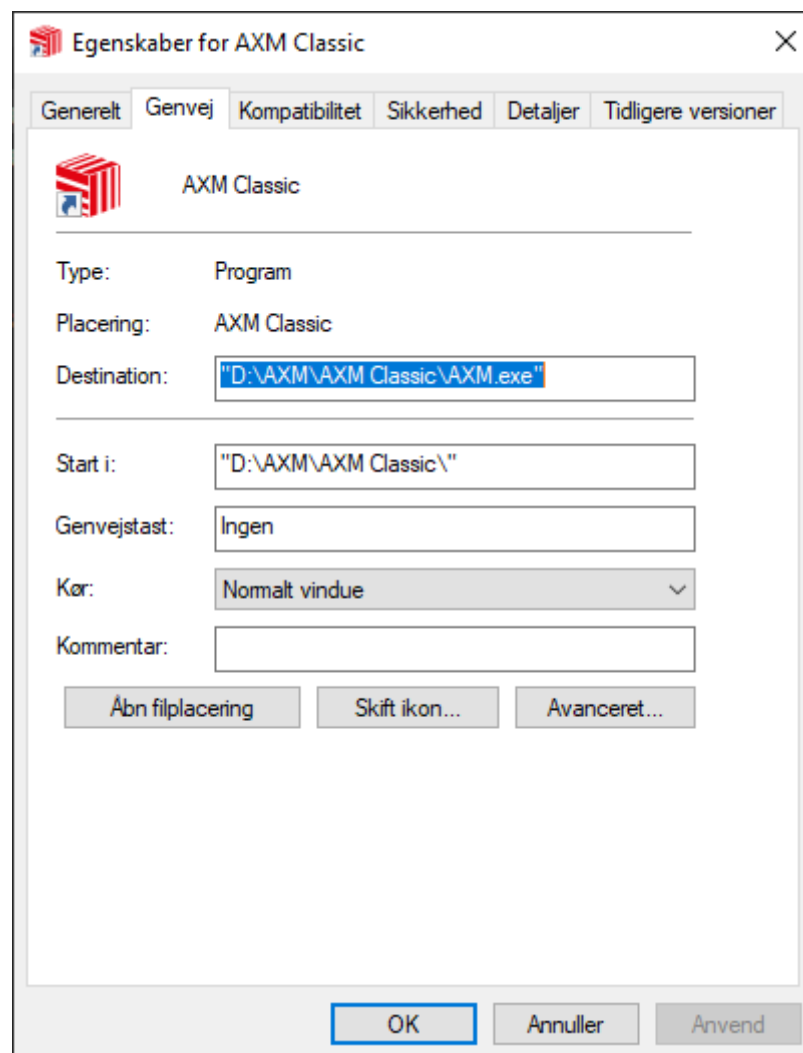 Egenskaber for AXM Classic
Generelt Genvej Kompatibilitet Sikkerhed Detaljer Tidligere versioner
AXM Classic
Type: Program
Placering: AXM Classic
Destination: "D:\AXM\AXM Classic\AXM.exe"
Start i: "D:\AXM\AXM Classic\"
Genvejstast: Ingen
Kør: Normalt vindue
Kommentar:
Åbn filplacering Skift ikon... Avanceret...
OK Annuller Anvend